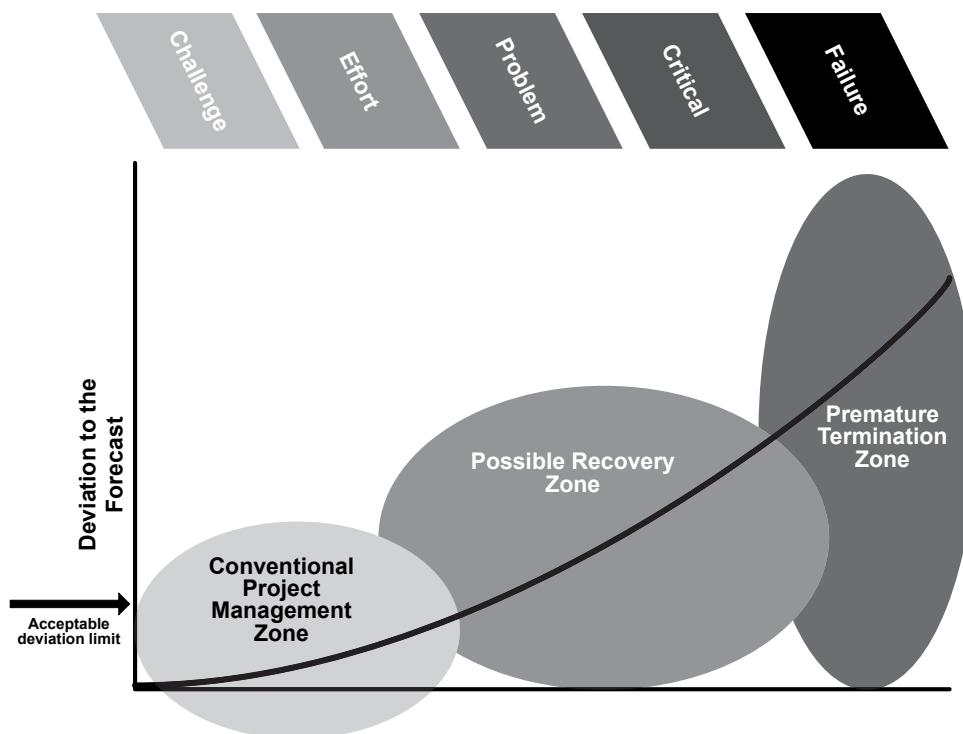 Challenge
Effort
Problem
Critical
Failure
Deviation to the
Forecast
Acceptable
deviation limit
Conventional
Project
Management
Zone
Possible Recovery
Zone
Premature
Termination
Zone